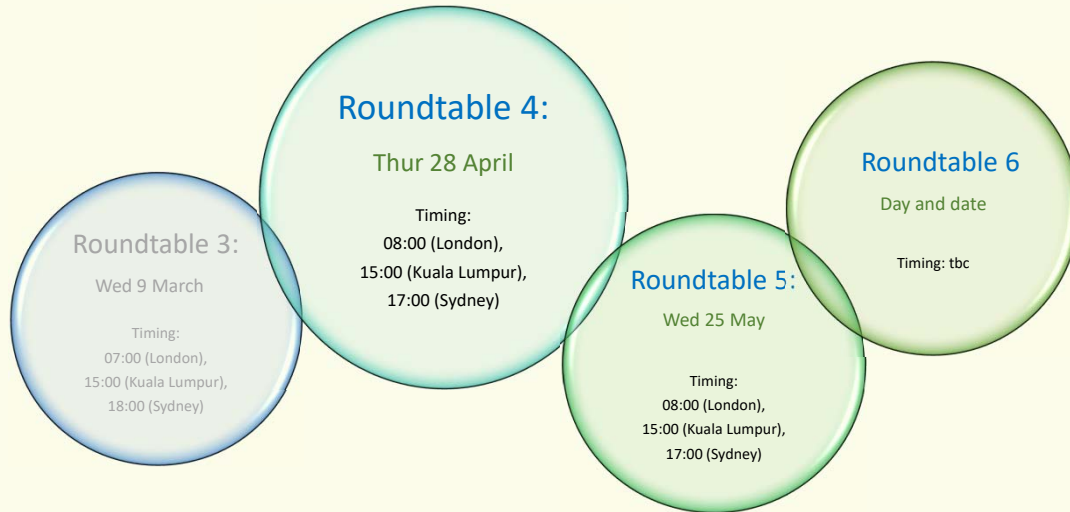 Roundtable 3:
Wed 9 March
Timing:
07:00 (London),
15:00 (Kuala Lumpur),
18:00 (Sydney)
Roundtable 4:
Thur 28 April
Timing:
08:00 (London),
15:00 (Kuala Lumpur),
17:00 (Sydney)
Roundtable 5:
Wed 25 May
Timing:
08:00 (London),
15:00 (Kuala Lumpur),
17:00 (Sydney)
Roundtable 6
Day and date
Timing: tbc